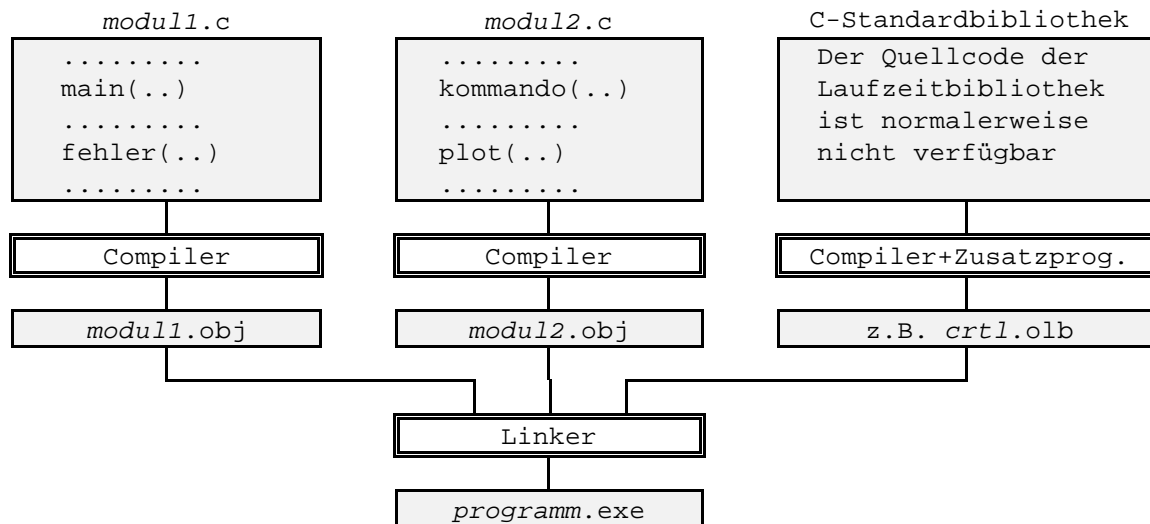 modul1.c
modul2.c
C-Standardbibliothek
.........
main(..)
.........
fehler(..)
.........
.........
kommando(..)
.........
plot(..)
.........
Der Quellcode der
Laufzeitbibliothek
ist normalerweise
nicht verfügbar
Compiler
Compiler
Compiler+Zusatzprog.
modul1.obj
modul2.obj
z.B. crtl.olb
Linker
programm.exe